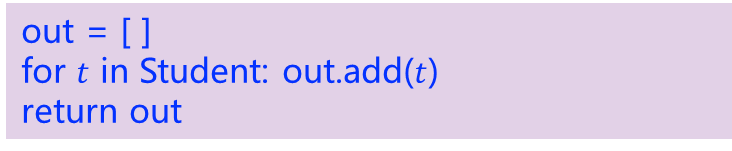 out = [ ]
for t in Student: out.add(t)
return out